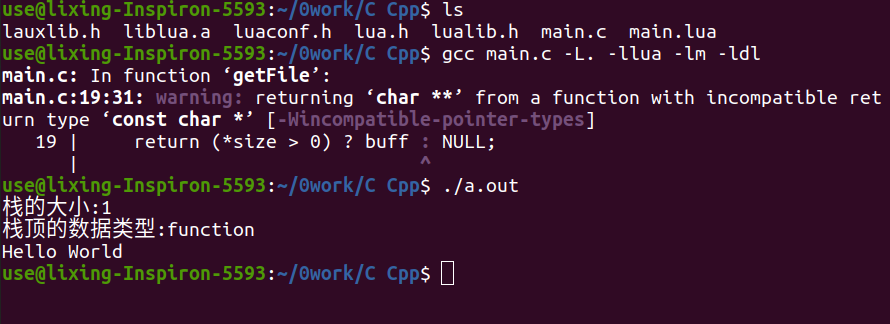 use@lixing-Inspiron-5593:~/0work/C Cpp$ ls
lauxlib.h  liblua.a  luaconf.h  lua.h  lualib.h  main.c  main.lua
use@lixing-Inspiron-5593:~/0work/C Cpp$ gcc main.c -L. -llua -lm -ldl
main.c: In function ‘getFile’:
main.c:19:31: warning: returning ‘char **’ from a function with incompatible ret
urn type ‘const char *’ [-Wincompatible-pointer-types]
   19 |     return (*size > 0) ? buff : NULL;
      |                               ^
use@lixing-Inspiron-5593:~/0work/C Cpp$ ./a.out
栈的大小:1
栈顶的数据类型:function
Hello World
use@lixing-Inspiron-5593:~/0work/C Cpp$